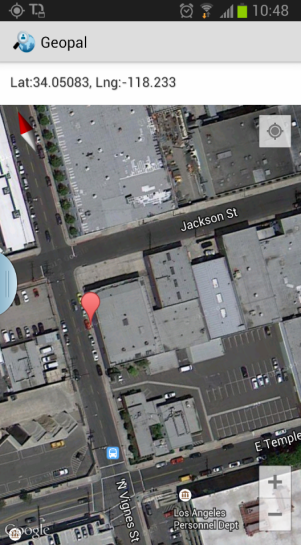 10:48
Geopal
Lat:34.05083, Lng:-118.233
Jackson St
E Temple
N Vignes St
Los Angeles
Personnel Dept
Google